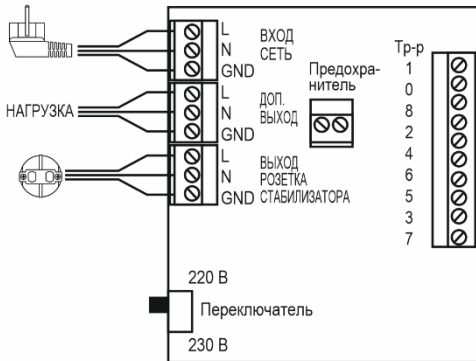 L
N
GND
ВХОД
СЕТЬ
НАГРУЗКА
L
N
GND
ДОП.
ВЫХОД
L
N
GND
ВЫХОД
РОЗЕТКА
СТАБИЛИЗАТОРА
Предохра-
нитель
Тр-р
1
0
8
2
4
6
5
3
7
220 В
Переключатель
230 В